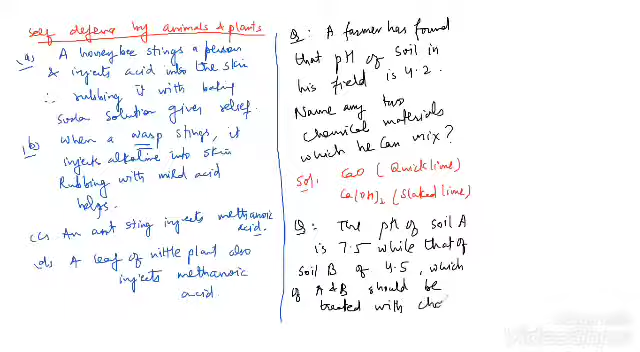 Self defence by animals & plants
(a) A honey bee stings a person
& injects acid into the skin
∴ rubbing it with baking
soda solution gives relief.
(b) When a wasp stings, it
injects alkaline into skin
Rubbing with mild acid
helps.
(c) An ant sting injects methanoic
acid.
(d) A leaf of nittle plant also
injects methanoic
acid.
Q: A farmer has found
that pH of soil in
his field is 4.2.
Name any two
chemical materials
which he can mix?
Sol. CaO (Quicklime)
Ca(OH)2 (Slaked lime)
Q: The pH of soil A
is 7.5 while that of
soil B of 4.5, which
of A & B should be
treated with cha